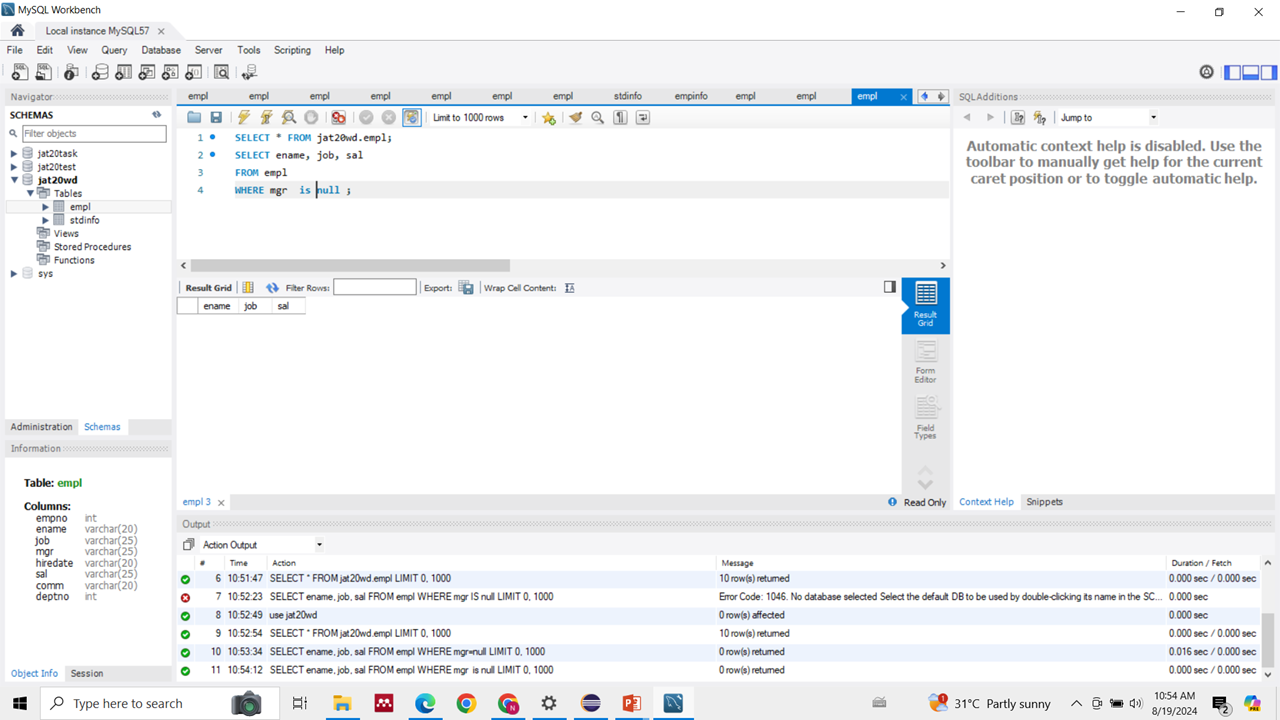 MySQL Workbench
Local instance MySQL57
File Edit View Query Database Server Tools Scripting Help
Navigator
SCHEMAS
Filter objects
jat20task
jat20test
jat20wd
Tables
empl
stdinfo
Views
Stored Procedures
Functions
sys
Administration Schemas
Information
Table: empl
Columns:
empno int
ename varchar(20)
job varchar(25)
mgr varchar(25)
hiredate varchar(20)
sal varchar(25)
comm varchar(20)
deptno int
Object Info Session
empl empl empl empl empl empl empl stdinfo empinfo empl empl empl
Limit to 1000 rows
1 SELECT * FROM jat20wd.empl;
2 SELECT ename, job, sal
3 FROM empl
4 WHERE mgr  is null ;
Result Grid Filter Rows: Export: Wrap Cell Content:
ename job sal
Result Grid
Form Editor
Field Types
empl 3
Read Only
SQLAdditions
Jump to
Automatic context help is disabled. Use the
toolbar to manually get help for the current
caret position or to toggle automatic help.
Context Help Snippets
Output
Action Output
# Time Action Message Duration / Fetch
6 10:51:47 SELECT * FROM jat20wd.empl LIMIT 0, 1000 10 row(s) returned 0.000 sec / 0.000 sec
7 10:52:23 SELECT ename, job, sal FROM empl WHERE mgr IS null LIMIT 0, 1000 Error Code: 1046. No database selected Select the default DB to be used by double-clicking its name in the SC... 0.000 sec
8 10:52:49 use jat20wd 0 row(s) affected 0.000 sec
9 10:52:54 SELECT * FROM jat20wd.empl LIMIT 0, 1000 10 row(s) returned 0.000 sec / 0.000 sec
10 10:53:34 SELECT ename, job, sal FROM empl WHERE mgr=null LIMIT 0, 1000 0 row(s) returned 0.016 sec / 0.000 sec
11 10:54:12 SELECT ename, job, sal FROM empl WHERE mgr  is null LIMIT 0, 1000 0 row(s) returned 0.000 sec / 0.000 sec
Type here to search
31°C Partly sunny
10:54 AM
8/19/2024
2